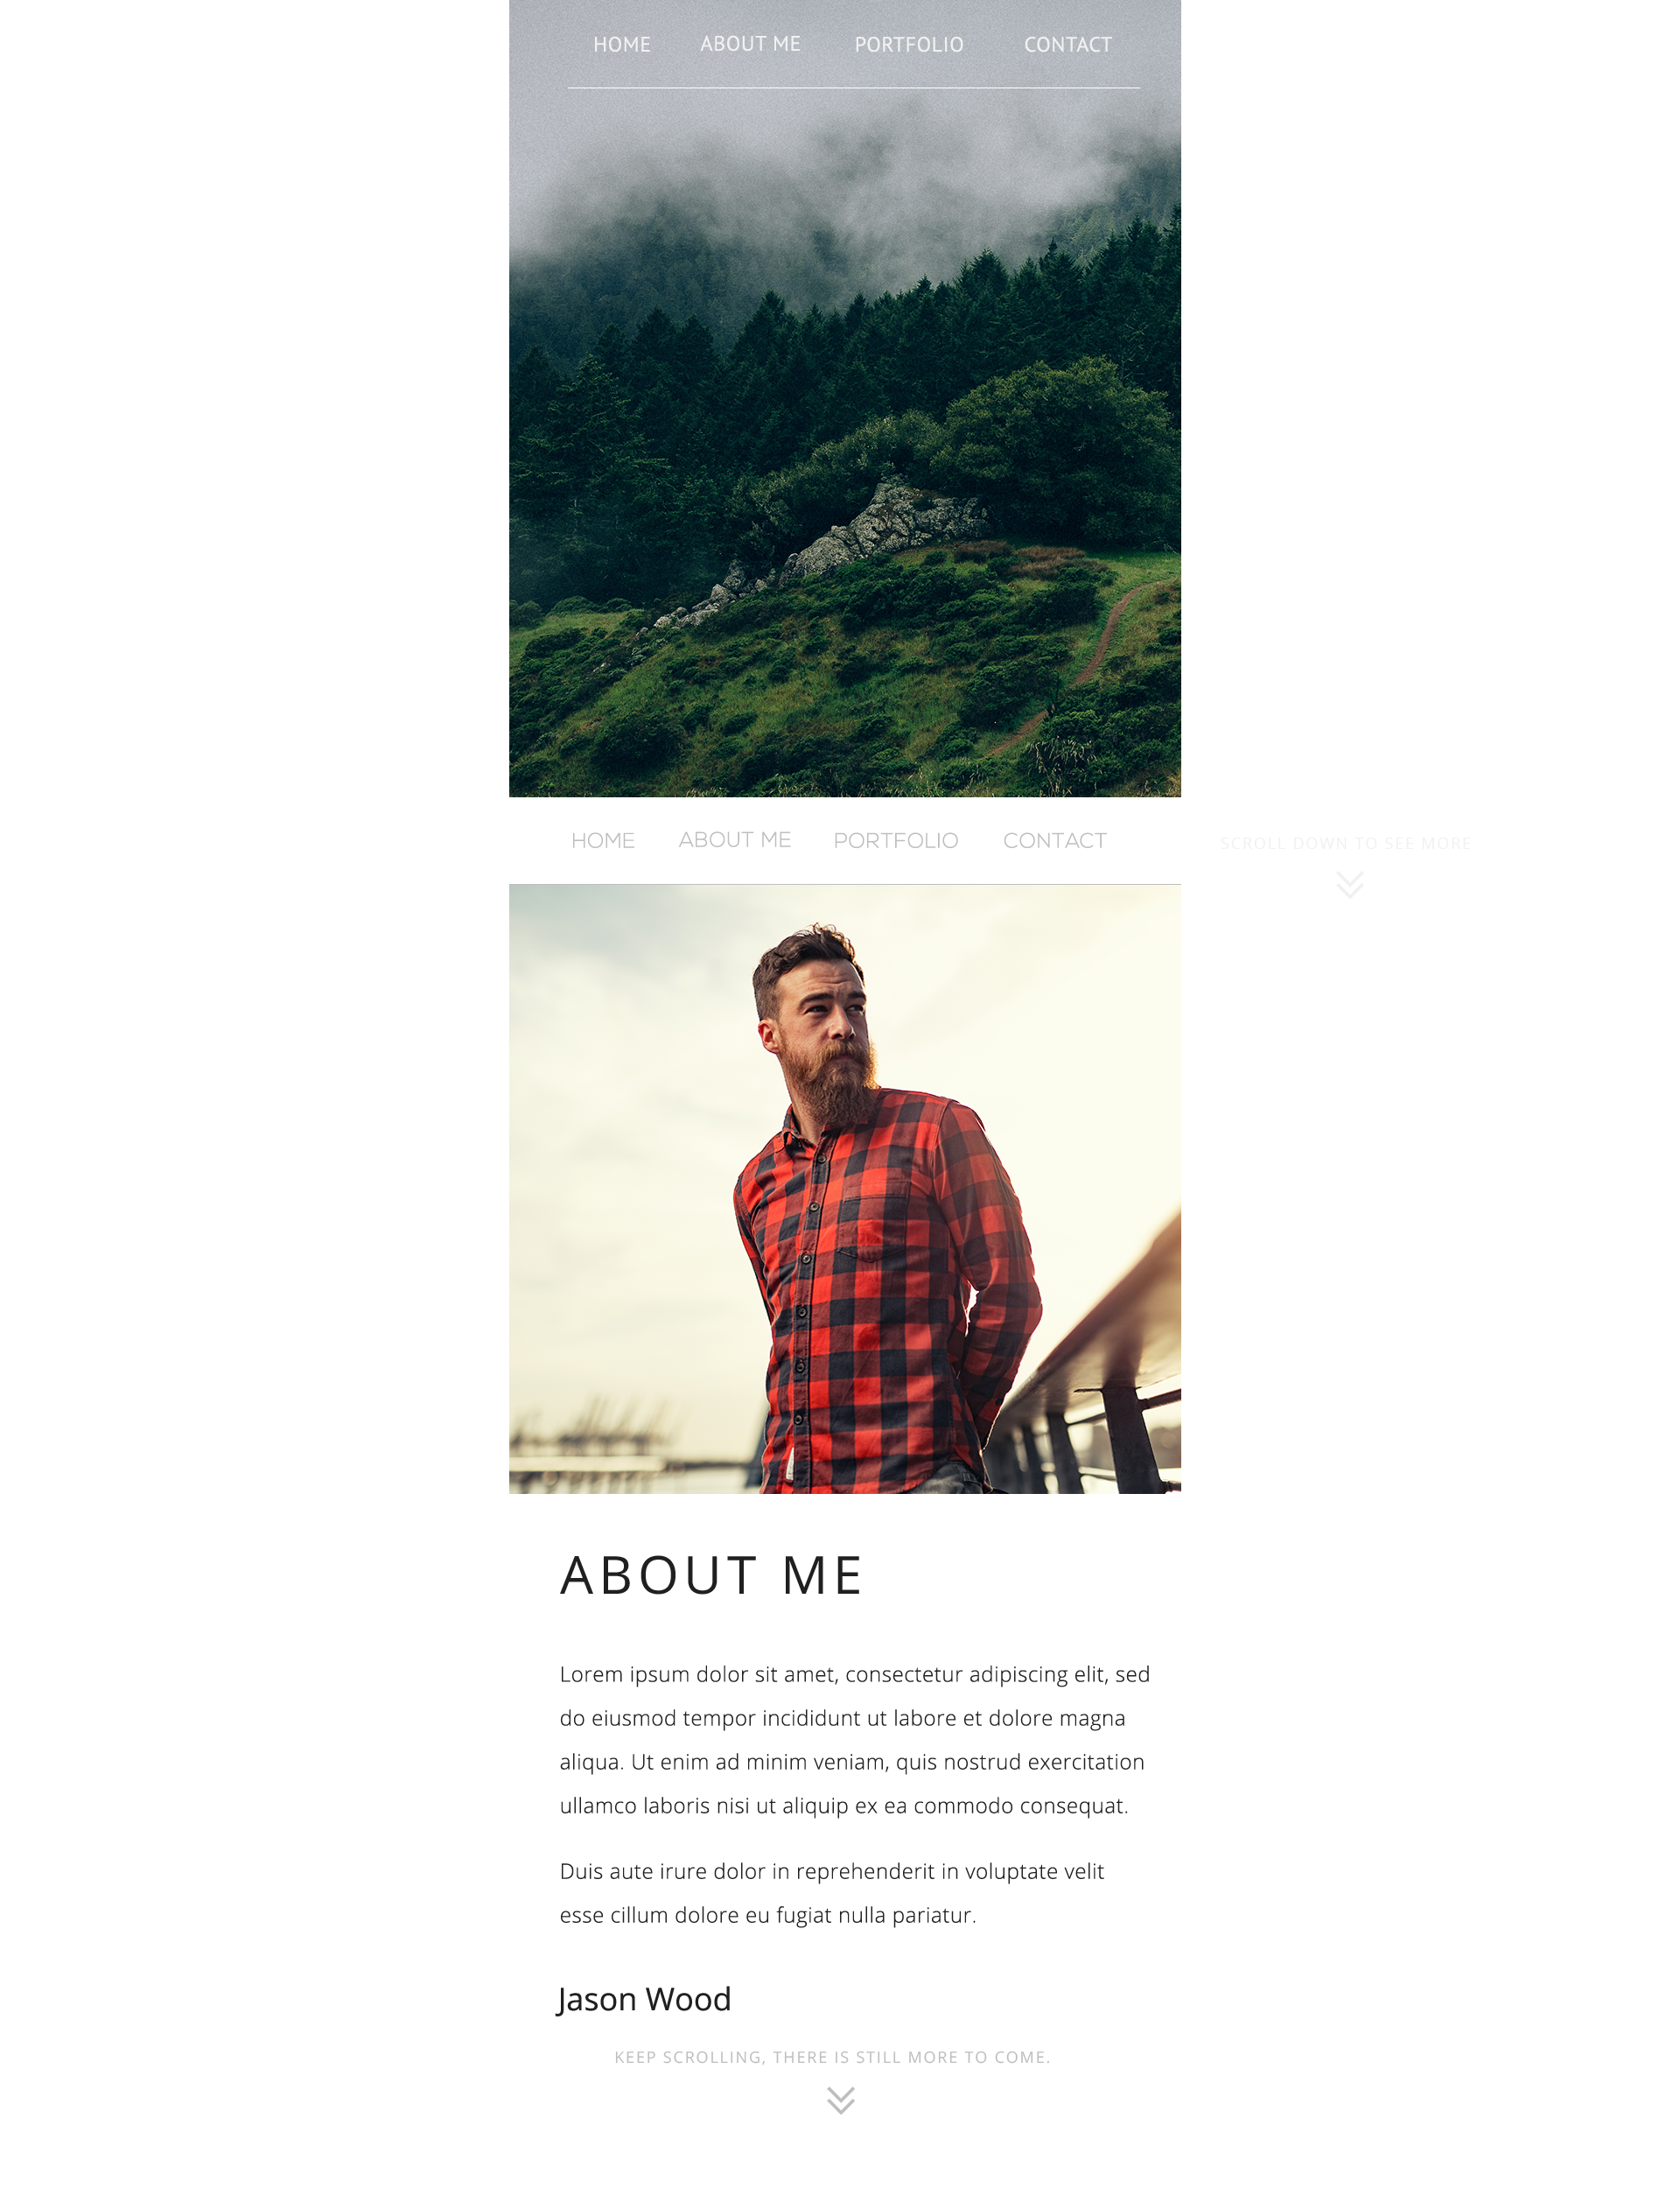 HOME ABOUT ME PORTFOLIO CONTACT
HOME ABOUT ME PORTFOLIO CONTACT
SCROLL DOWN TO SEE MORE
ABOUT ME
Lorem ipsum dolor sit amet, consectetur adipiscing elit, sed
do eiusmod tempor incididunt ut labore et dolore magna
aliqua. Ut enim ad minim veniam, quis nostrud exercitation
ullamco laboris nisi ut aliquip ex ea commodo consequat.
Duis aute irure dolor in reprehenderit in voluptate velit
esse cillum dolore eu fugiat nulla pariatur.
Jason Wood
KEEP SCROLLING, THERE IS STILL MORE TO COME.